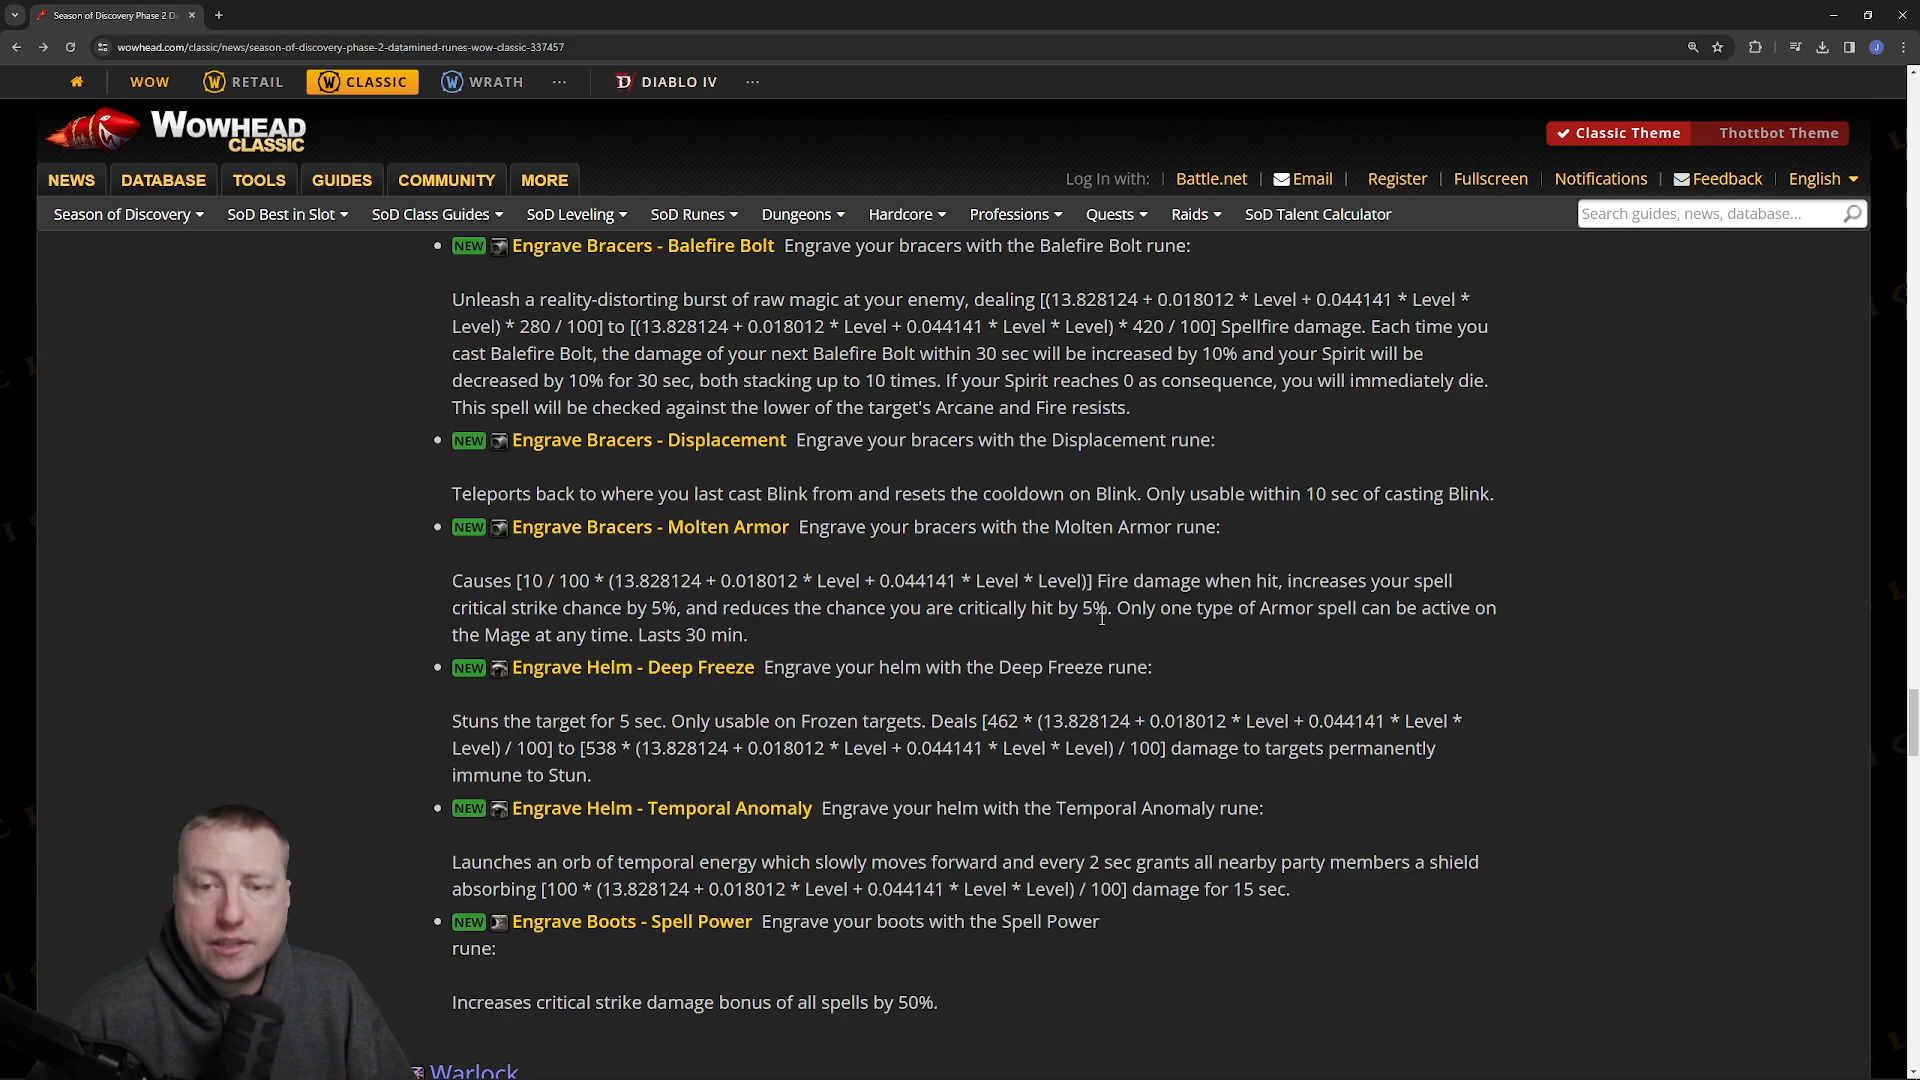 Season of Discovery Phase 2 Da
wowhead.com/classic/news/season-of-discovery-phase-2-datamined-runes-wow-classic-337457
J
WOW RETAIL CLASSIC WRATH ... DIABLO IV ...
WOWHEAD
CLASSIC
Classic Theme Thottbot Theme
NEWS DATABASE TOOLS GUIDES COMMUNITY MORE
Log In with: | Battle.net Email | Register | Fullscreen | Notifications | Feedback | English
Season of Discovery SoD Best in Slot SoD Class Guides SoD Leveling SoD Runes Dungeons Hardcore Professions Quests Raids SoD Talent Calculator
Search guides, news, database...
NEW Engrave Bracers - Balefire Bolt Engrave your bracers with the Balefire Bolt rune:
Unleash a reality-distorting burst of raw magic at your enemy, dealing [(13.828124 + 0.018012 * Level + 0.044141 * Level *
Level) * 280 / 100] to [(13.828124 + 0.018012 * Level + 0.044141 * Level * Level) * 420 / 100] Spellfire damage. Each time you
cast Balefire Bolt, the damage of your next Balefire Bolt within 30 sec will be increased by 10% and your Spirit will be
decreased by 10% for 30 sec, both stacking up to 10 times. If your Spirit reaches 0 as consequence, you will immediately die.
This spell will be checked against the lower of the target's Arcane and Fire resists.
NEW Engrave Bracers - Displacement Engrave your bracers with the Displacement rune:
Teleports back to where you last cast Blink from and resets the cooldown on Blink. Only usable within 10 sec of casting Blink.
NEW Engrave Bracers - Molten Armor Engrave your bracers with the Molten Armor rune:
Causes [10 / 100 * (13.828124 + 0.018012 * Level + 0.044141 * Level * Level)] Fire damage when hit, increases your spell
critical strike chance by 5%, and reduces the chance you are critically hit by 5%. Only one type of Armor spell can be active on
the Mage at any time. Lasts 30 min.
NEW Engrave Helm - Deep Freeze Engrave your helm with the Deep Freeze rune:
Stuns the target for 5 sec. Only usable on Frozen targets. Deals [462 * (13.828124 + 0.018012 * Level + 0.044141 * Level *
Level) / 100] to [538 * (13.828124 + 0.018012 * Level + 0.044141 * Level * Level) / 100] damage to targets permanently
immune to Stun.
NEW Engrave Helm - Temporal Anomaly Engrave your helm with the Temporal Anomaly rune:
Launches an orb of temporal energy which slowly moves forward and every 2 sec grants all nearby party members a shield
absorbing [100 * (13.828124 + 0.018012 * Level + 0.044141 * Level * Level) / 100] damage for 15 sec.
NEW Engrave Boots - Spell Power Engrave your boots with the Spell Power
rune:
Increases critical strike damage bonus of all spells by 50%.
Warlock